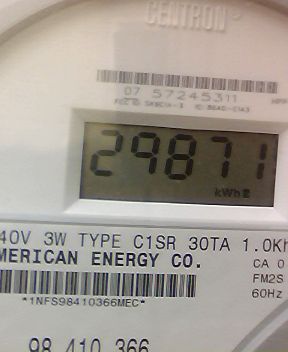 CENTRON®
07 57245311
29871
kWh
40V 3W TYPE C1SR 30TA 1.0Kh
MERICAN ENERGY CO.
CA 0
FM2S
60Hz
*1NFS98410366MEC*
98 410 366